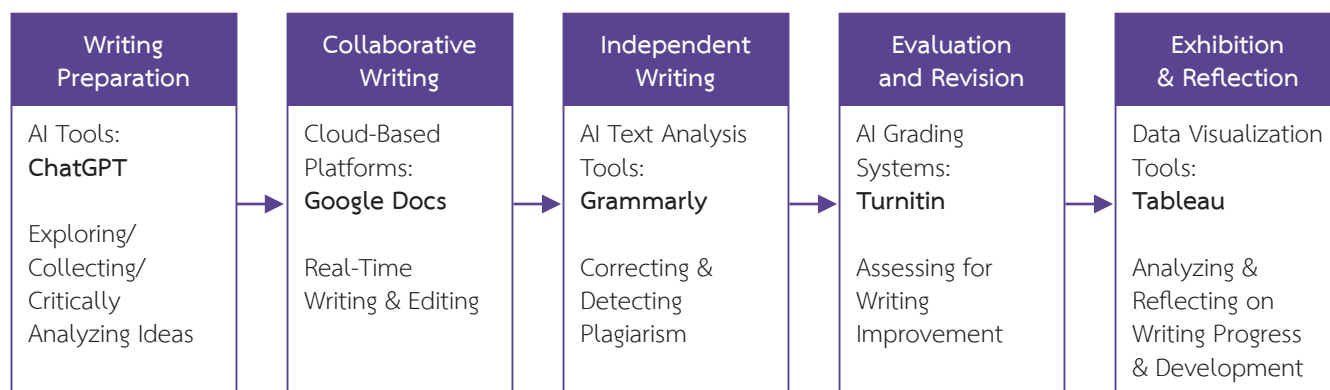 Writing
Preparation
AI Tools:
ChatGPT
Exploring/
Collecting/
Critically
Analyzing Ideas
Collaborative
Writing
Cloud-Based
Platforms:
Google Docs
Real-Time
Writing & Editing
Independent
Writing
AI Text Analysis
Tools:
Grammarly
Correcting &
Detecting
Plagiarism
Evaluation
and Revision
AI Grading
Systems:
Turnitin
Assessing for
Writing
Improvement
Exhibition
& Reflection
Data Visualization
Tools:
Tableau
Analyzing &
Reflecting on
Writing Progress
& Development